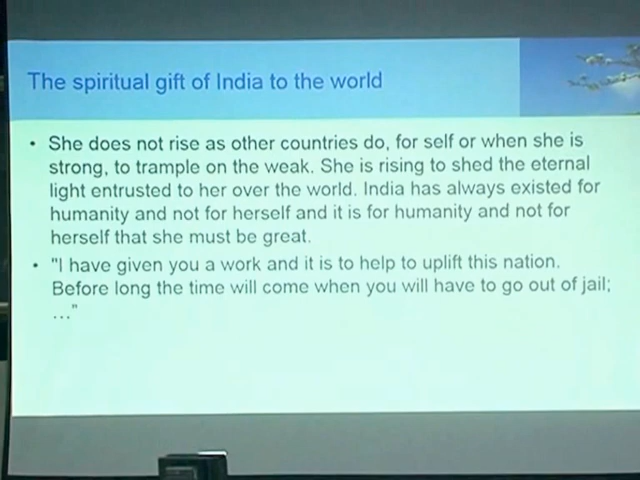 The spiritual gift of India to the world
• She does not rise as other countries do, for self or when she is
strong, to trample on the weak. She is rising to shed the eternal
light entrusted to her over the world. India has always existed for
humanity and not for herself and it is for humanity and not for
herself that she must be great.
• "I have given you a work and it is to help to uplift this nation.
Before long the time will come when you will have to go out of jail;
..."